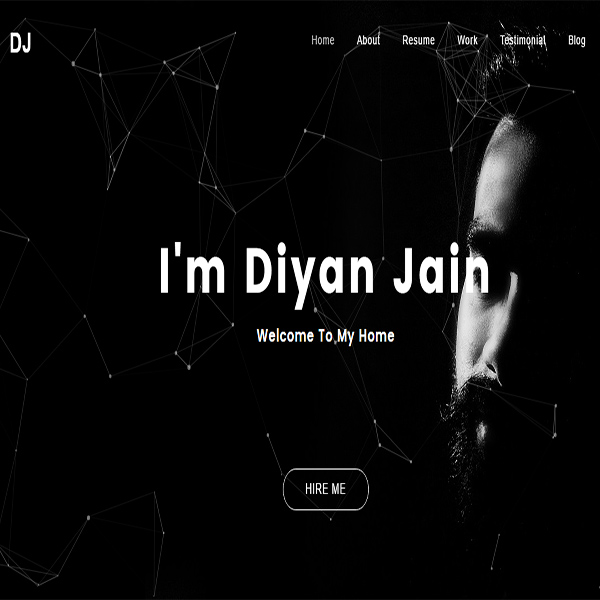 DJ
Home About Resume Work Testimonial Blog
I'm Diyan Jain
Welcome To My Home
HIRE ME